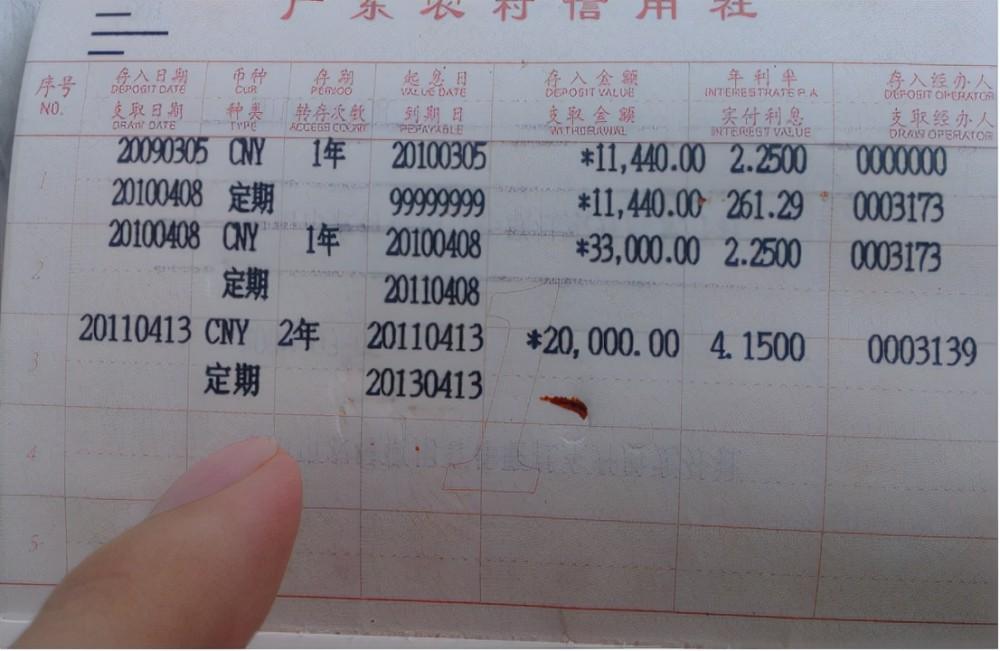 广东农村信用社
序号 存入日期 币种 存期 起息日 存入金额 年利率 存入经办人
NO. DEPOSIT DATE CUR PERIOD VALUE DATE DEPOSIT VALUE INTEREST RATE P.A DEPOSIT OPERATOR
支取日期 种类 转存次数 到期日 支取金额 实付利息 支取经办人
DRAW DATE TYPE ACCESS COUNT REPAYABLE WITHDRAWAL INTEREST VALUE DRAW OPERATOR
1 20090305 CNY 1年 20100305 *11,440.00 2.2500 0000000
20100408 定期 99999999 *11,440.00 261.29 0003173
2 20100408 CNY 1年 20100408 *33,000.00 2.2500 0003173
定期 20110408
3 20110413 CNY 2年 20110413 *20,000.00 4.1500 0003139
定期 20130413
4
5